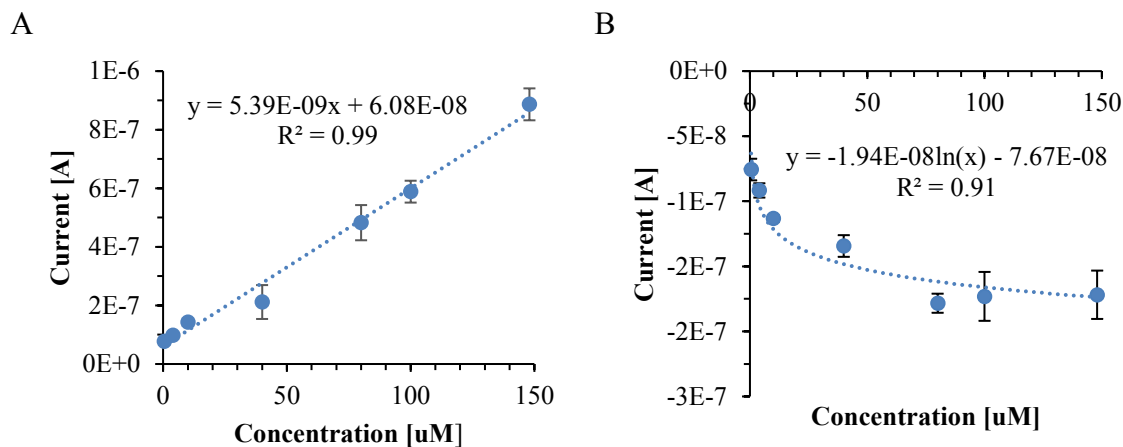 A
B
1E-6
8E-7
6E-7
4E-7
2E-7
0E+0
y = 5.39E-09x + 6.08E-08
R² = 0.99
0 50 100 150
Current [A]
Concentration [uM]
0E+0
-5E-8
-1E-7
-2E-7
-2E-7
-3E-7
0 50 100 150
y = -1.94E-08ln(x) - 7.67E-08
R² = 0.91
Current [A]
Concentration [uM]